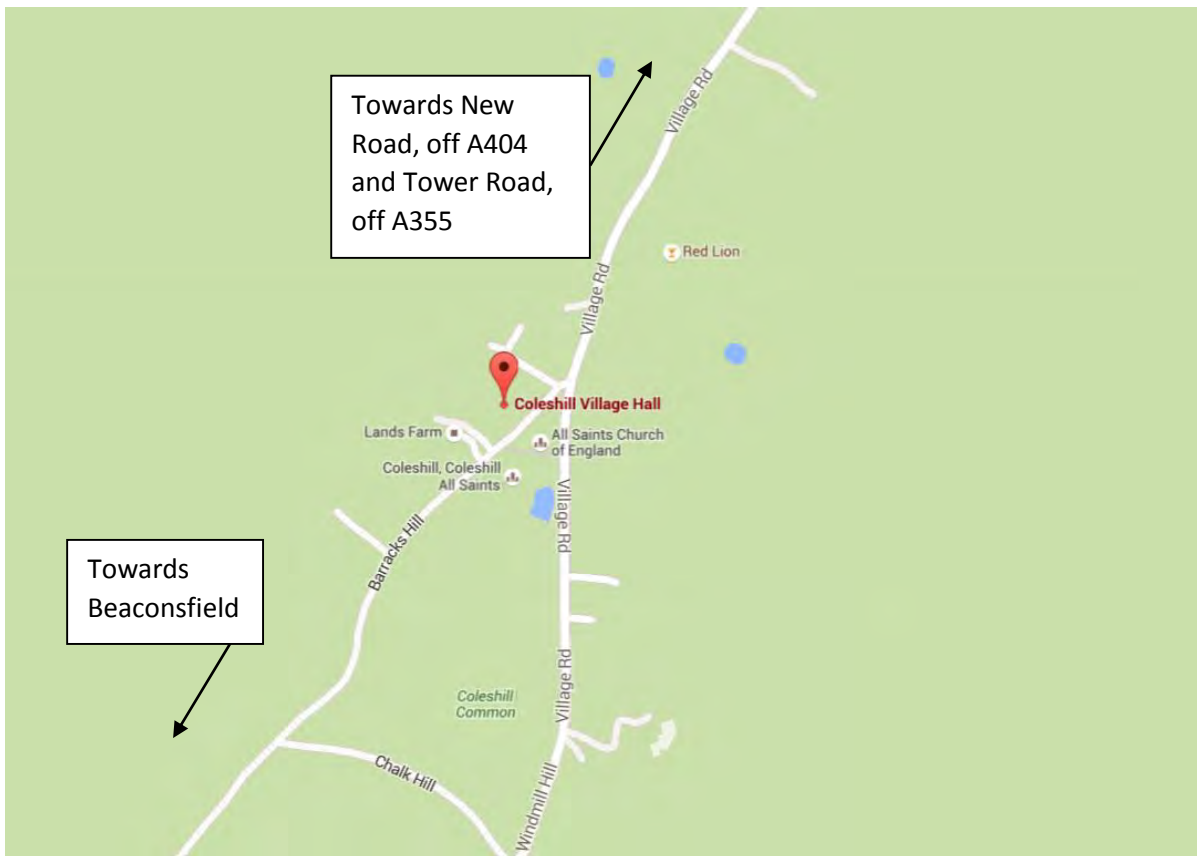 Towards New
Road, off A404
and Tower Road,
off A355
Village Rd
Red Lion
Village Rd
Coleshill Village Hall
Lands Farm
All Saints Church
of England
Coleshill, Coleshill
All Saints
Village Rd
Barracks Hill
Towards
Beaconsfield
Village Rd
Coleshill
Common
Chalk Hill
Windmill Hill